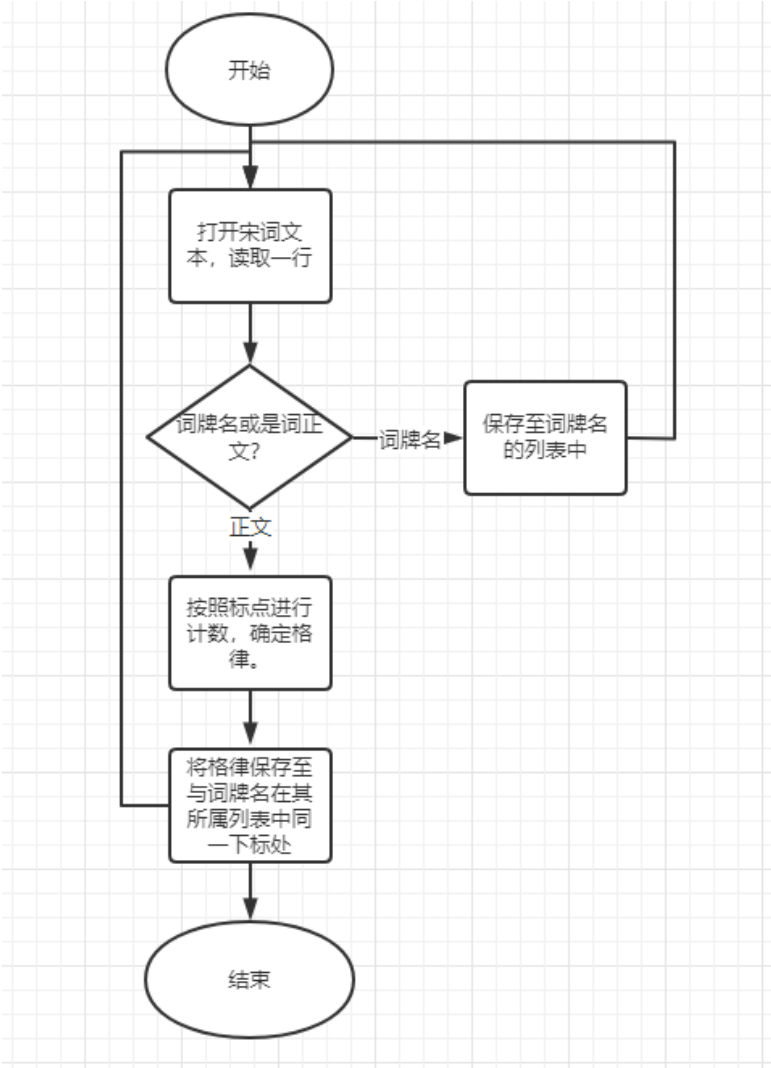 开始
打开宋词文
本，读取一行
词牌名或是词正
文？
词牌名
保存至词牌名
的列表中
正文
按照标点进行
计数，确定格
律。
将格律保存至
与词牌名在其
所属列表中同
一下标处
结束